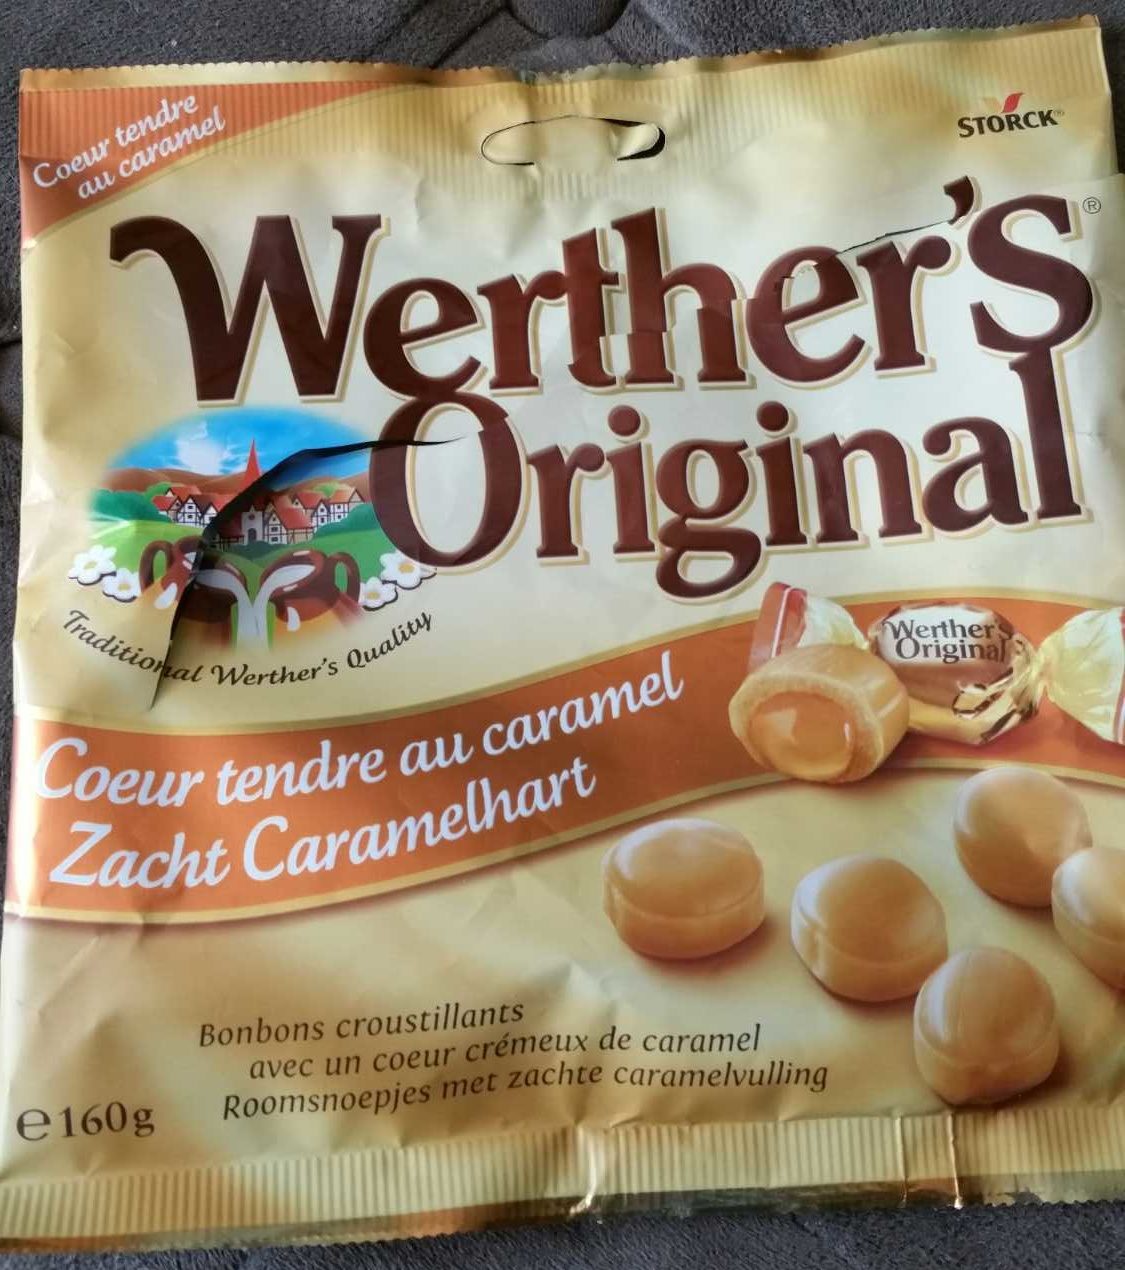 Coeur tendre
au caramel
STORCK
Werther's
Original
®
Traditional Werther's Quality
Werther's
Original
Coeur tendre au caramel
Zacht Caramelhart
Bonbons croustillants
avec un coeur crémeux de caramel
Roomsnoepjes met zachte caramelvulling
℮160g